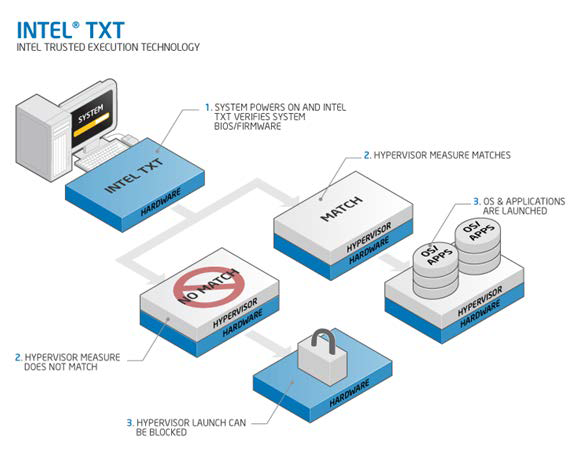 INTEL® TXT
INTEL TRUSTED EXECUTION TECHNOLOGY
SYSTEM
1. SYSTEM POWERS ON AND INTEL
TXT VERIFIES SYSTEM
BIOS/FIRMWARE
INTEL TXT
HARDWARE
2. HYPERVISOR MEASURE MATCHES
MATCH
HYPERVISOR
HARDWARE
3. OS & APPLICATIONS
ARE LAUNCHED
OS/
APPS
OS/
APPS
HYPERVISOR
HARDWARE
NO MATCH
HYPERVISOR
HARDWARE
2. HYPERVISOR MEASURE
DOES NOT MATCH
HARDWARE
3. HYPERVISOR LAUNCH CAN
BE BLOCKED